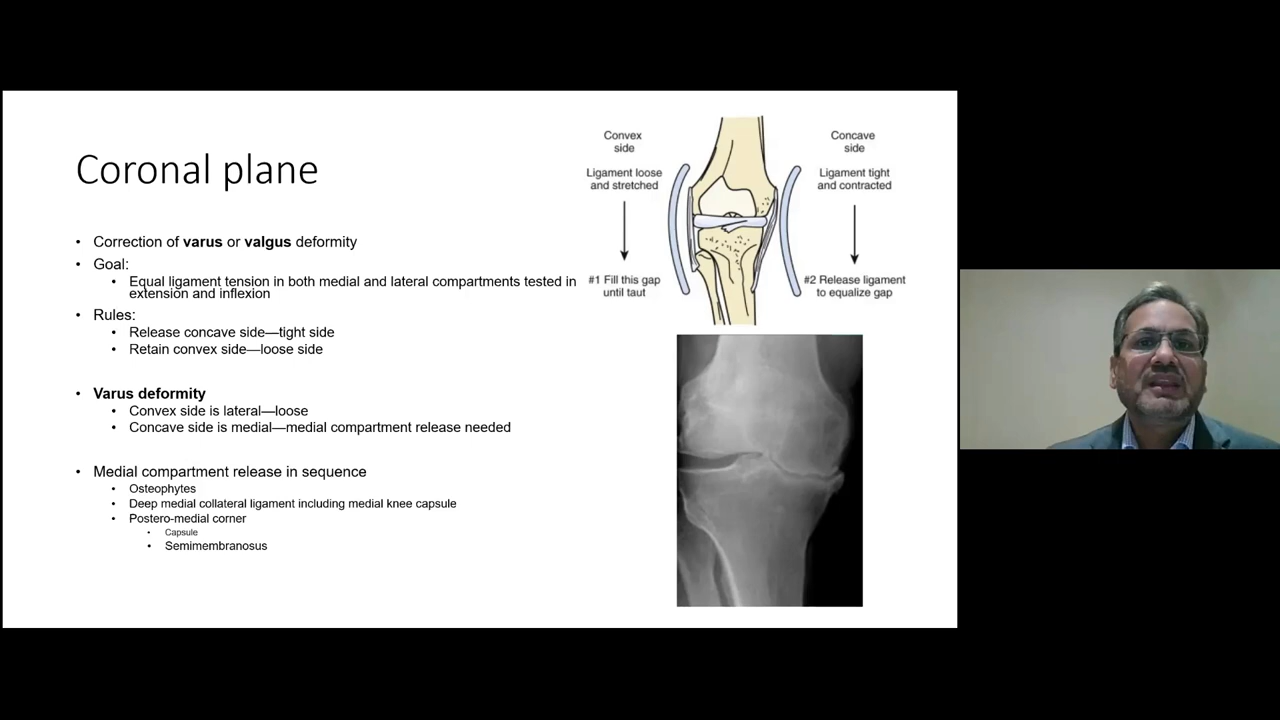 Coronal plane
Correction of varus or valgus deformity
Goal:
Equal ligament tension in both medial and lateral compartments tested in
extension and inflexion
Rules:
Release concave side—tight side
Retain convex side—loose side
Varus deformity
Convex side is lateral—loose
Concave side is medial—medial compartment release needed
Medial compartment release in sequence
Osteophytes
Deep medial collateral ligament including medial knee capsule
Postero-medial corner
Capsule
Semimembranosus
Convex
side
Ligament loose
and stretched
#1 Fill this gap
until taut
Concave
side
Ligament tight
and contracted
#2 Release ligament
to equalize gap